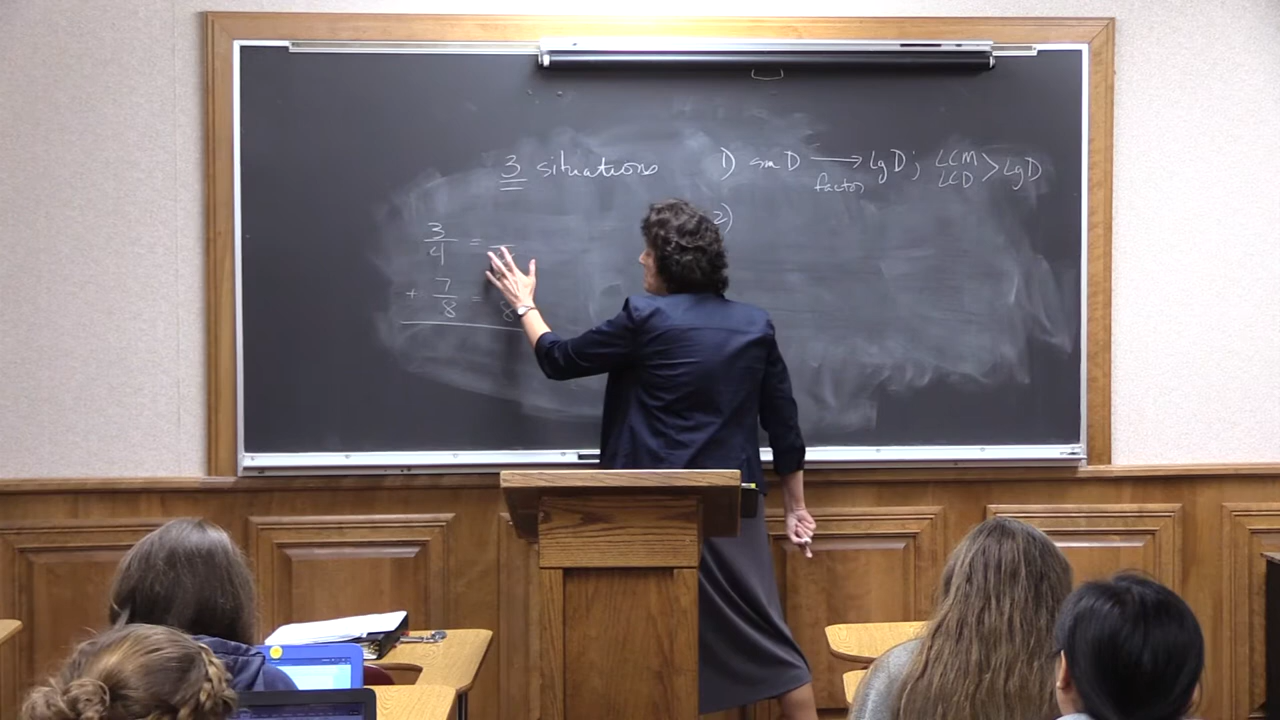 3 situations
1) sm D ⟶ Lg D; LCM > Lg D
factor LCD
2)
3/4 =
+ 7/8 = /8